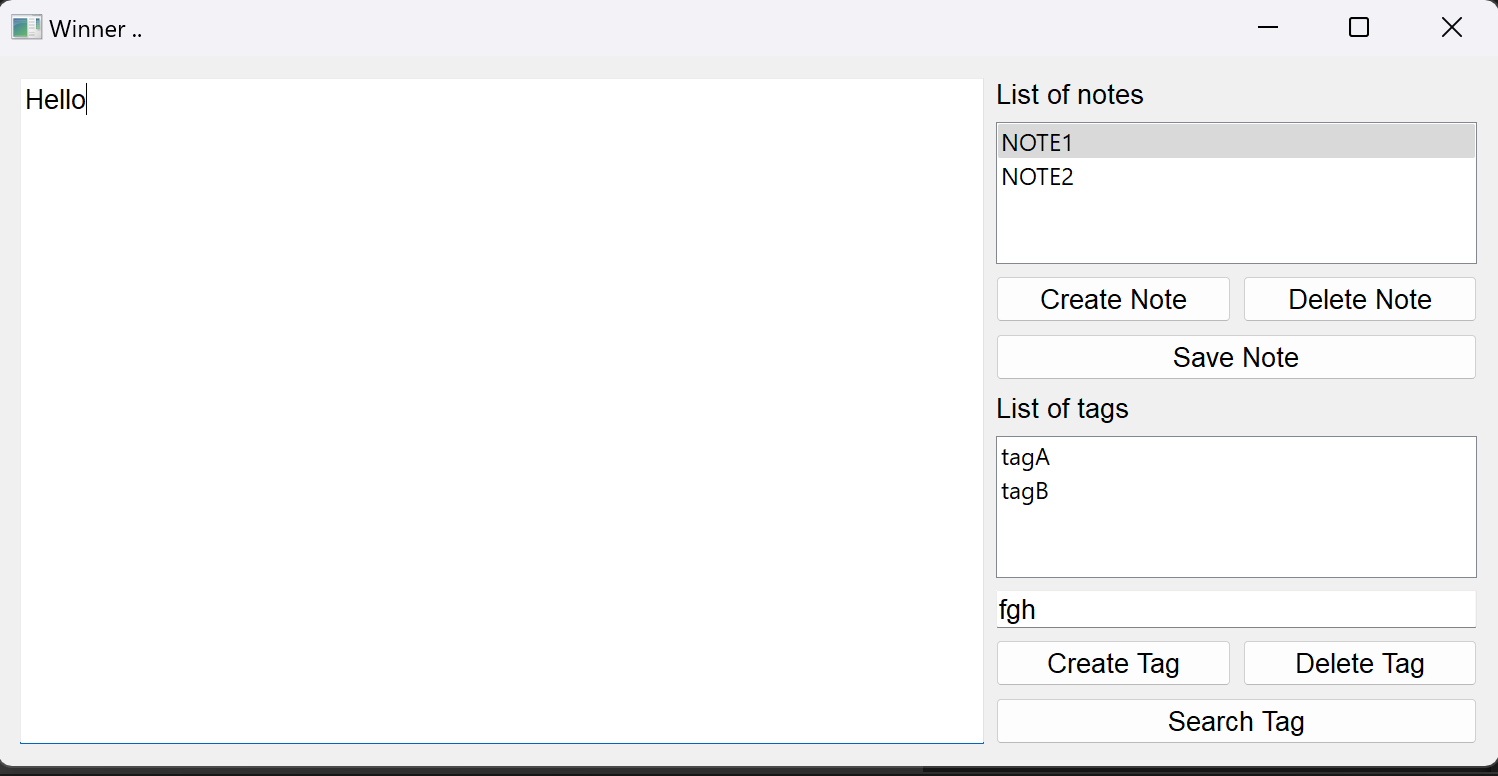 Winner ..
Hello
List of notes
NOTE1
NOTE2
Create Note Delete Note
Save Note
List of tags
tagA
tagB
fgh
Create Tag Delete Tag
Search Tag